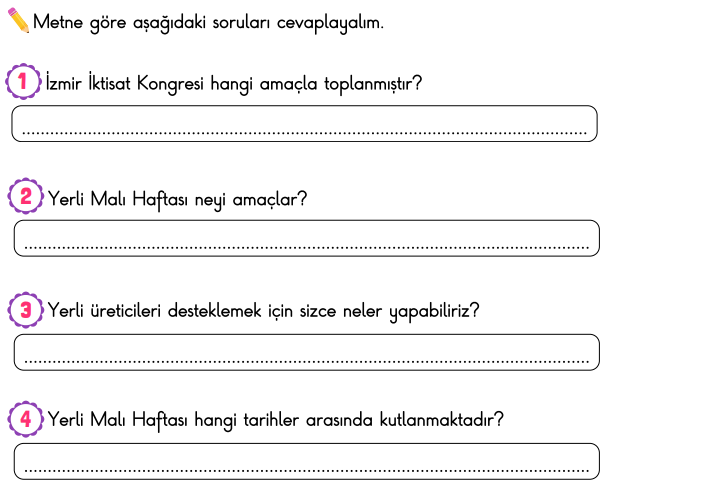 Metne göre aşağıdaki soruları cevaplayalım.
1 İzmir İktisat Kongresi hangi amaçla toplanmıştır?
2 Yerli Malı Haftası neyi amaçlar?
3 Yerli üreticileri desteklemek için sizce neler yapabiliriz?
4 Yerli Malı Haftası hangi tarihler arasında kutlanmaktadır?